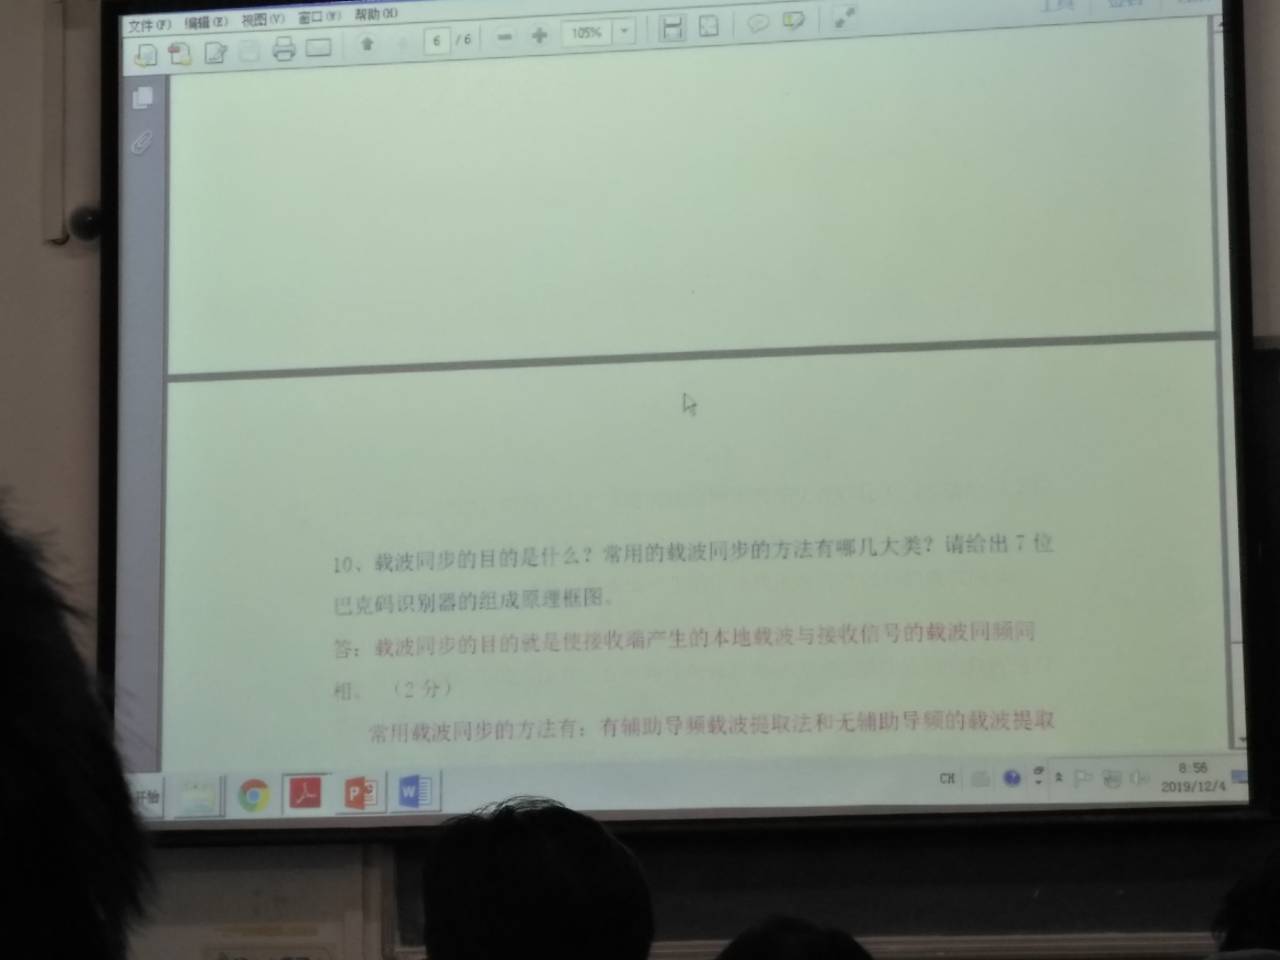 文件(F) 编辑(E) 视图(V) 窗口(W) 帮助(H)
6 / 6 105%
10、载波同步的目的是什么？常用的载波同步的方法有哪几大类？请给出 7 位
巴克码识别器的组成原理框图。
答：载波同步的目的就是使接收端产生的本地载波与接收信号的载波同频同
相。（2 分）
常用载波同步的方法有：有辅助导频载波提取法和无辅助导频的载波提取
开始 CH 8:56
2019/12/4